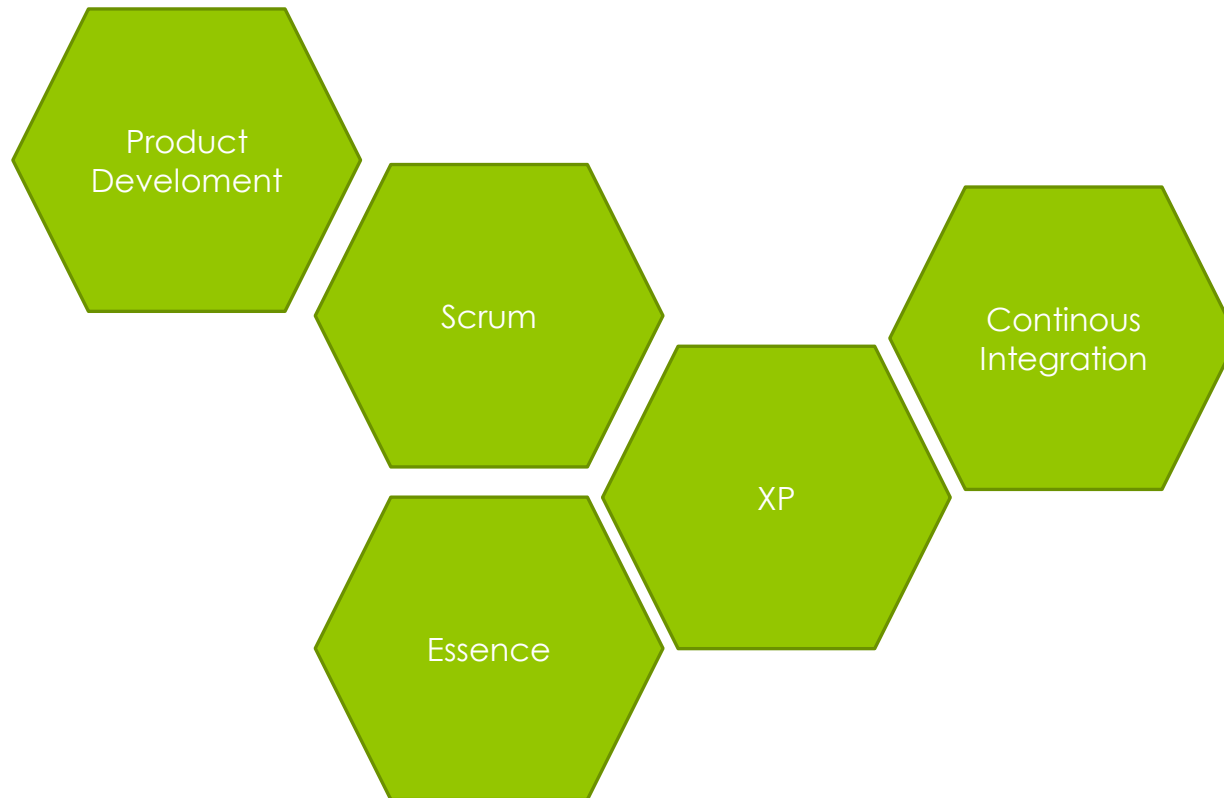 Product
Develoment
Scrum
Continous
Integration
XP
Essence